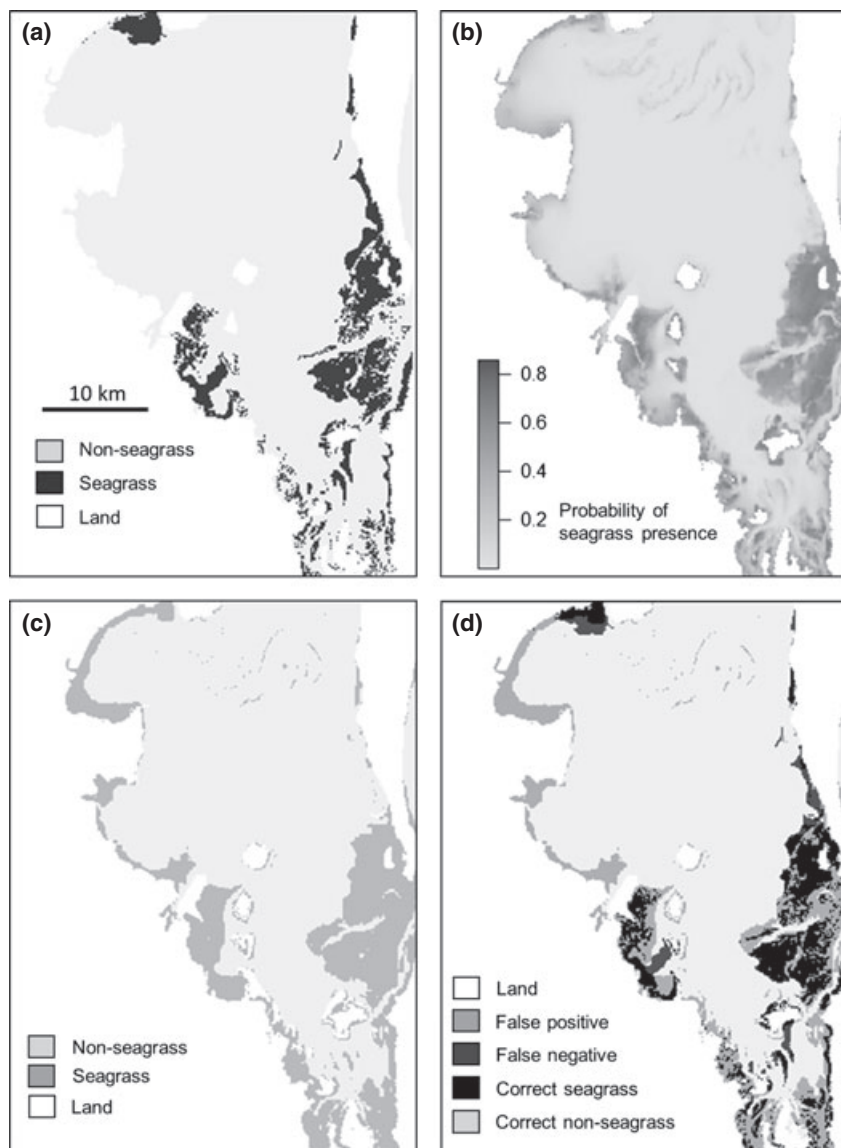 (a)
10 km
Non-seagrass
Seagrass
Land
(b)
0.8
0.6
0.4
0.2
Probability of
seagrass presence
(c)
Non-seagrass
Seagrass
Land
(d)
Land
False positive
False negative
Correct seagrass
Correct non-seagrass